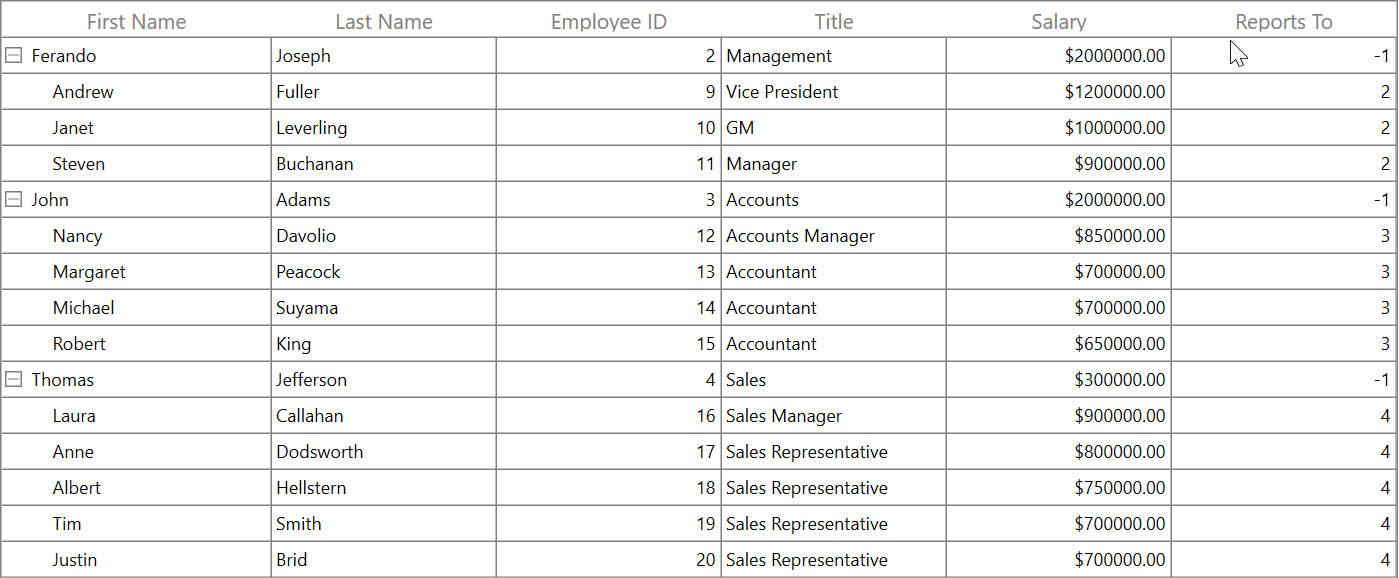 First Name Last Name Employee ID Title Salary Reports To
Ferando Joseph 2 Management $2000000.00 -1
Andrew Fuller 9 Vice President $1200000.00 2
Janet Leverling 10 GM $1000000.00 2
Steven Buchanan 11 Manager $900000.00 2
John Adams 3 Accounts $2000000.00 -1
Nancy Davolio 12 Accounts Manager $850000.00 3
Margaret Peacock 13 Accountant $700000.00 3
Michael Suyama 14 Accountant $700000.00 3
Robert King 15 Accountant $650000.00 3
Thomas Jefferson 4 Sales $300000.00 -1
Laura Callahan 16 Sales Manager $900000.00 4
Anne Dodsworth 17 Sales Representative $800000.00 4
Albert Hellstern 18 Sales Representative $750000.00 4
Tim Smith 19 Sales Representative $700000.00 4
Justin Brid 20 Sales Representative $700000.00 4